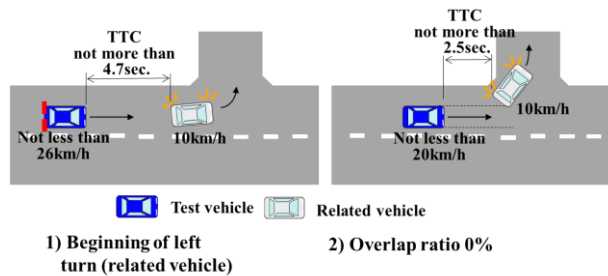 TTC
not more than
4.7sec.
Not less than
26km/h
10km/h
TTC
not more than
2.5sec.
10km/h
Not less than
20km/h
Test vehicle
Related vehicle
1) Beginning of left
turn (related vehicle)
2) Overlap ratio 0%